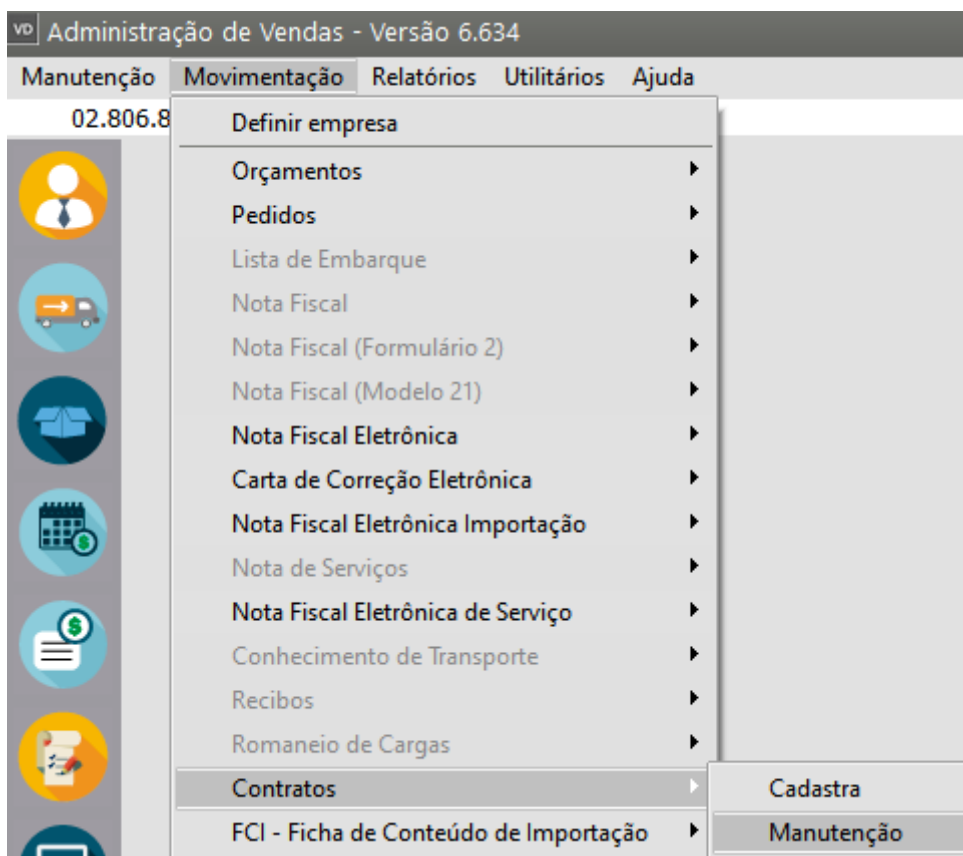 VD Administração de Vendas - Versão 6.634
Manutenção Movimentação Relatórios Utilitários Ajuda
02.806.8
Definir empresa
Orçamentos
Pedidos
Lista de Embarque
Nota Fiscal
Nota Fiscal (Formulário 2)
Nota Fiscal (Modelo 21)
Nota Fiscal Eletrônica
Carta de Correção Eletrônica
Nota Fiscal Eletrônica Importação
Nota de Serviços
Nota Fiscal Eletrônica de Serviço
Conhecimento de Transporte
Recibos
Romaneio de Cargas
Contratos Cadastra
FCI - Ficha de Conteúdo de Importação Manutenção